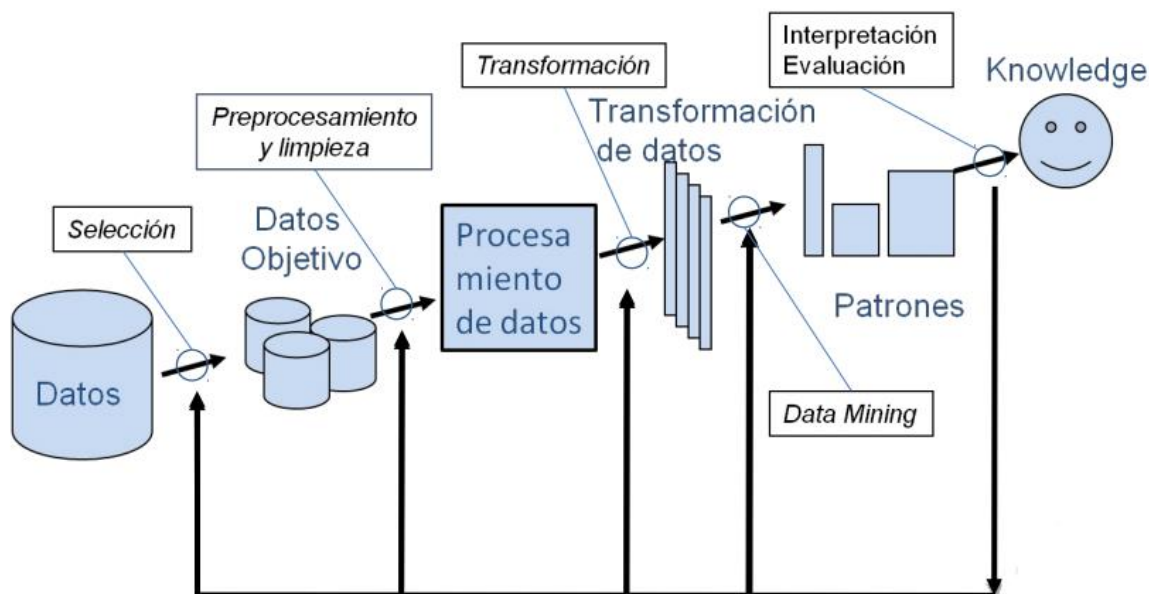 Selección
Datos
Preprocesamiento
y limpieza
Datos
Objetivo
Procesa
miento
de datos
Transformación
Transformación
de datos
Data Mining
Patrones
Interpretación
Evaluación
Knowledge